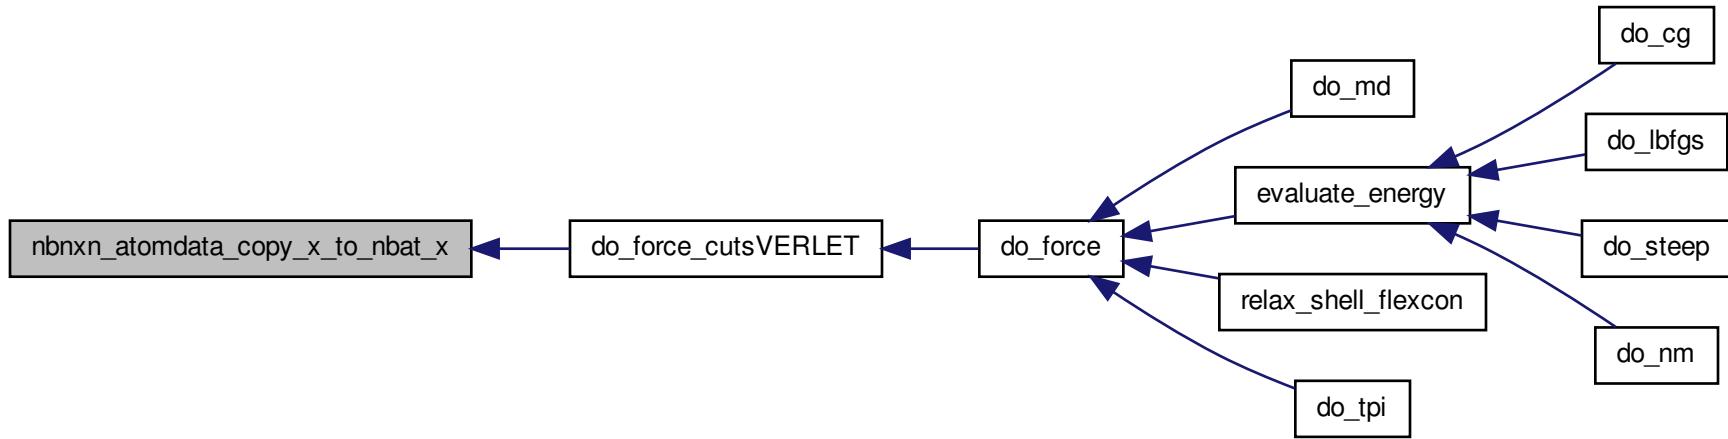 nbnxn_atomdata_copy_x_to_nbat_x
do_force_cutsVERLET
do_force
do_md
evaluate_energy
relax_shell_flexcon
do_tpi
do_cg
do_lbfgs
do_steep
do_nm